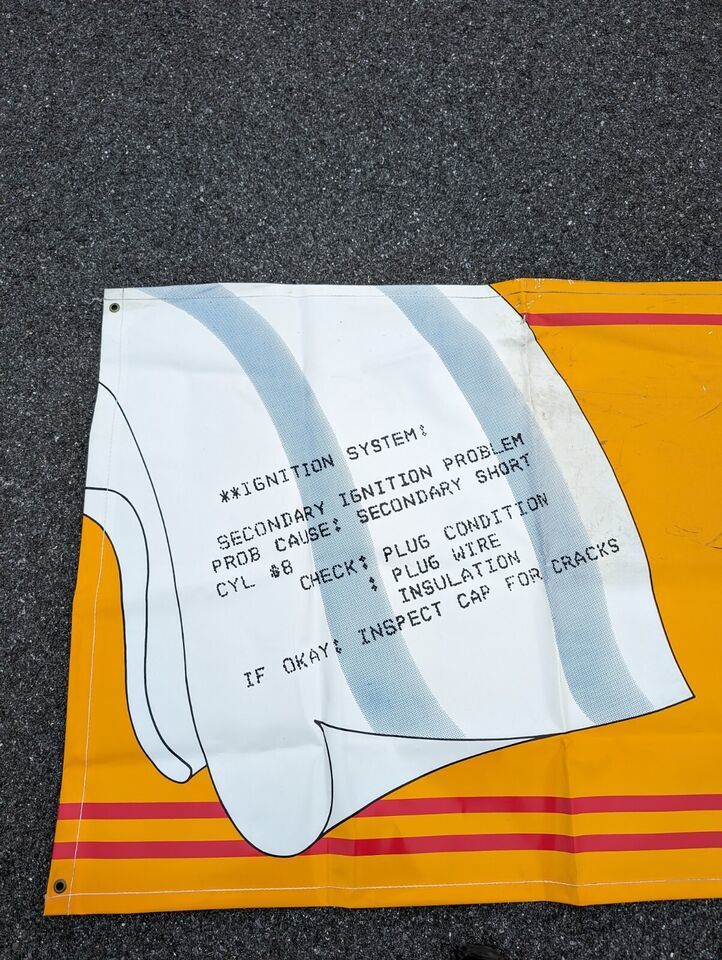 **IGNITION SYSTEM:
SECONDARY IGNITION PROBLEM
PROB CAUSE: SECONDARY SHORT
CYL #8 CHECK: PLUG CONDITION
: PLUG WIRE
INSULATION
IF OKAY: INSPECT CAP FOR CRACKS